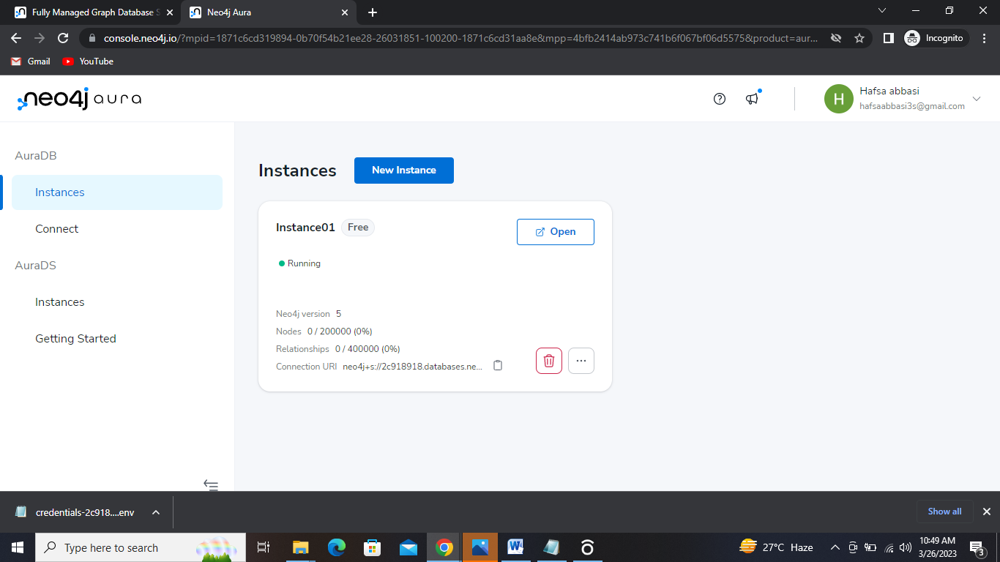 Fully Managed Graph Database S
Neo4j Aura
console.neo4j.io/?mpid=1871c6cd319894-0b70f54b21ee28-26031851-100200-1871c6cd31aa8e&mpp=4bfb2414ab973c741b6f067bf06d5575&product=aur...
Incognito
Gmail
YouTube
neo4j aura
H
Hafsa abbasi
hafsaabbasi3s@gmail.com
AuraDB
Instances
Connect
AuraDS
Instances
Getting Started
Instances
New Instance
Instance01
Free
Open
Running
Neo4j version 5
Nodes 0 / 200000 (0%)
Relationships 0 / 400000 (0%)
Connection URI neo4j+s://2c918918.databases.ne...
credentials-2c918....env
Show all
Type here to search
27°C Haze
10:49 AM
3/26/2023
3